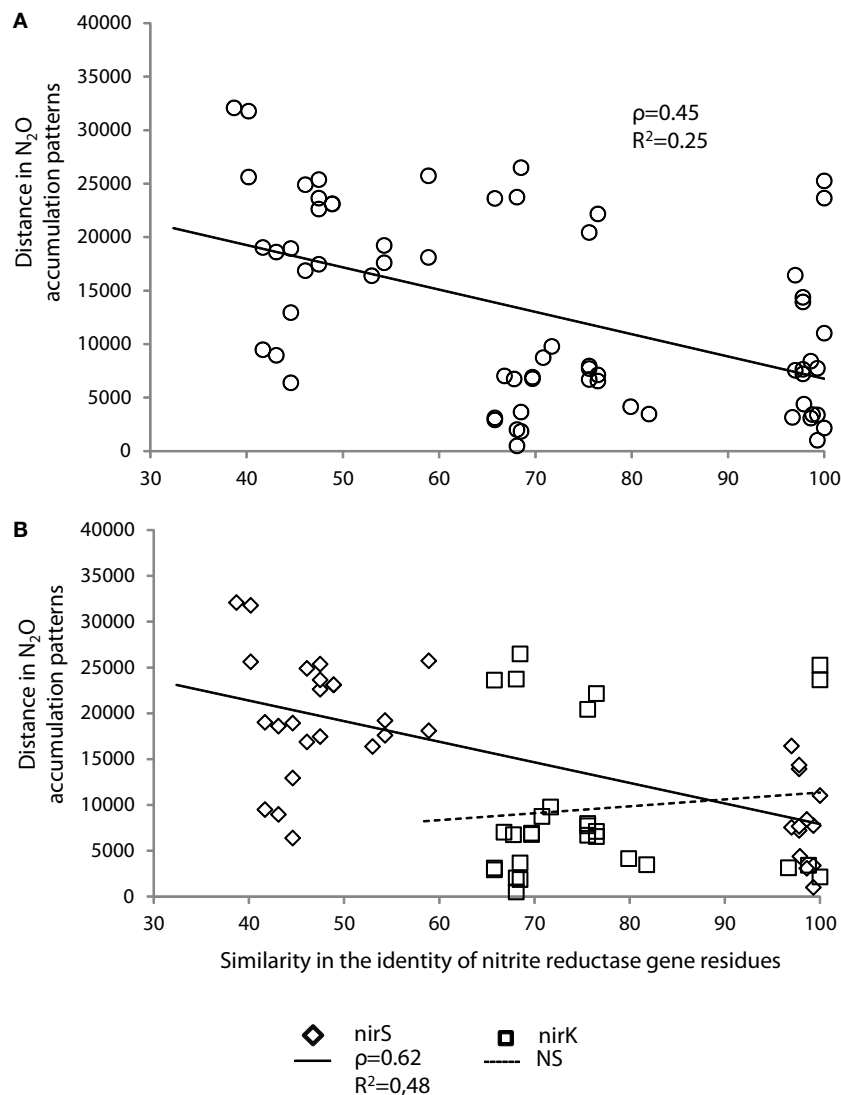 A
40000
35000
30000
25000
20000
15000
10000
5000
0
Distance in N₂O
accumulation patterns
ρ=0.45
R²=0.25
30 40 50 60 70 80 90 100
B
40000
35000
30000
25000
20000
15000
10000
5000
0
Distance in N₂O
accumulation patterns
30 40 50 60 70 80 90 100
Similarity in the identity of nitrite reductase gene residues
nirS nirK
ρ=0.62 NS
R²=0,48